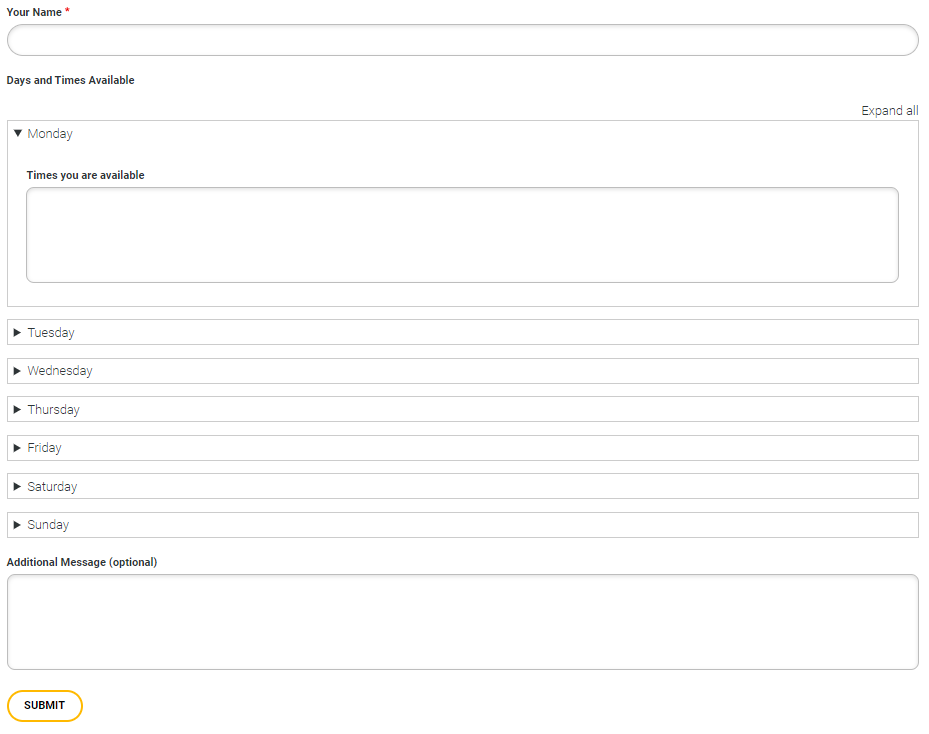 Your Name *
Days and Times Available
Expand all
Monday
Times you are available
Tuesday
Wednesday
Thursday
Friday
Saturday
Sunday
Additional Message (optional)
SUBMIT